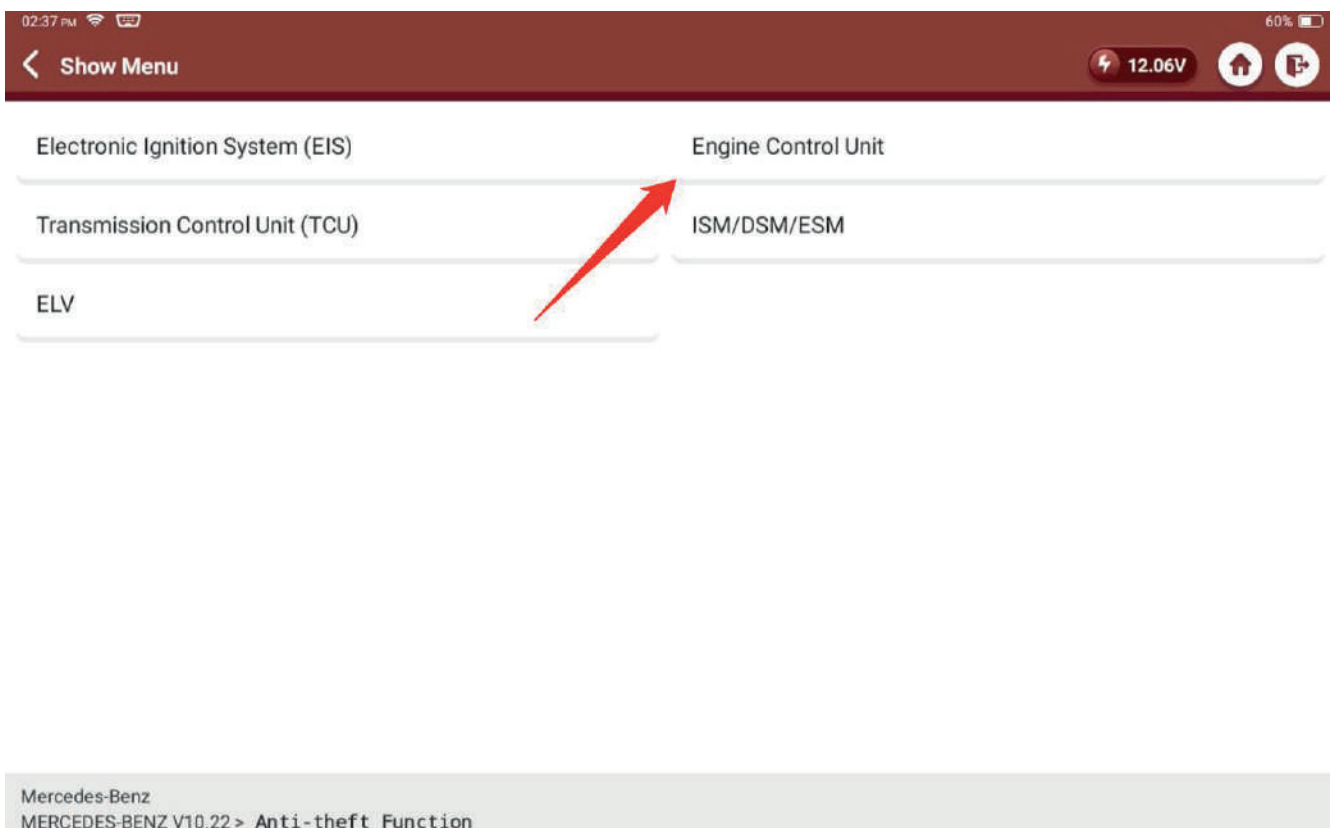 02:37 PM
60%
Show Menu
12.06V
Electronic Ignition System (EIS)
Engine Control Unit
Transmission Control Unit (TCU)
ISM/DSM/ESM
ELV
Mercedes-Benz
MERCEDES-BENZ V10.22 > Anti-theft Function